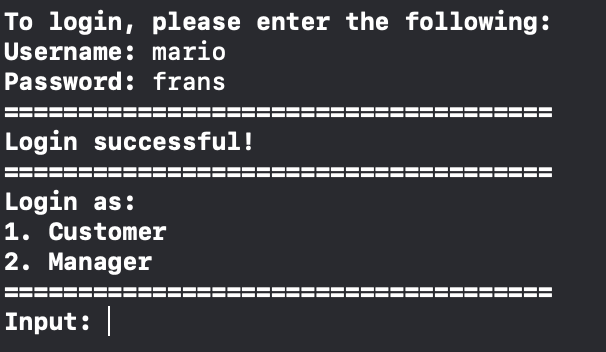 To login, please enter the following:
Username: mario
Password: frans
=====================================
Login successful!
=====================================
Login as:
1. Customer
2. Manager
=====================================
Input: